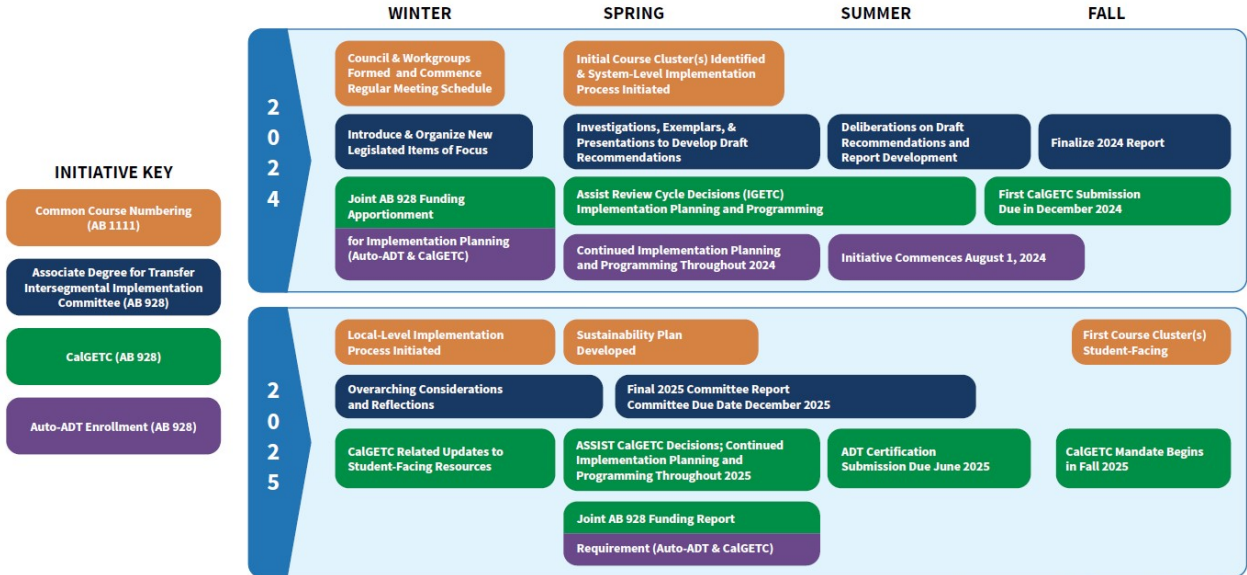 WINTER
SPRING
SUMMER
FALL
INITIATIVE KEY
Common Course Numbering
(AB 1111)
Associate Degree for Transfer
Intersegmental Implementation
Committee (AB 928)
CalGETC (AB 928)
Auto-ADT Enrollment (AB 928)
2024
Council & Workgroups
Formed and Commence
Regular Meeting Schedule
Initial Course Cluster(s) Identified
& System-Level Implementation
Process Initiated
Introduce & Organize New
Legislated Items of Focus
Investigations, Exemplars, &
Presentations to Develop Draft
Recommendations
Deliberations on Draft
Recommendations and
Report Development
Finalize 2024 Report
Joint AB 928 Funding
Apportionment
for Implementation Planning
(Auto-ADT & CalGETC)
Assist Review Cycle Decisions (IGETC)
Implementation Planning and Programming
First CalGETC Submission
Due in December 2024
Continued Implementation Planning
and Programming Throughout 2024
Initiative Commences August 1, 2024
2025
Local-Level Implementation
Process Initiated
Sustainability Plan
Developed
First Course Cluster(s)
Student-Facing
Overarching Considerations
and Reflections
Final 2025 Committee Report
Committee Due Date December 2025
CalGETC Related Updates to
Student-Facing Resources
ASSIST CalGETC Decisions; Continued
Implementation Planning and
Programming Throughout 2025
ADT Certification
Submission Due June 2025
CalGETC Mandate Begins
in Fall 2025
Joint AB 928 Funding Report
Requirement (Auto-ADT & CalGETC)